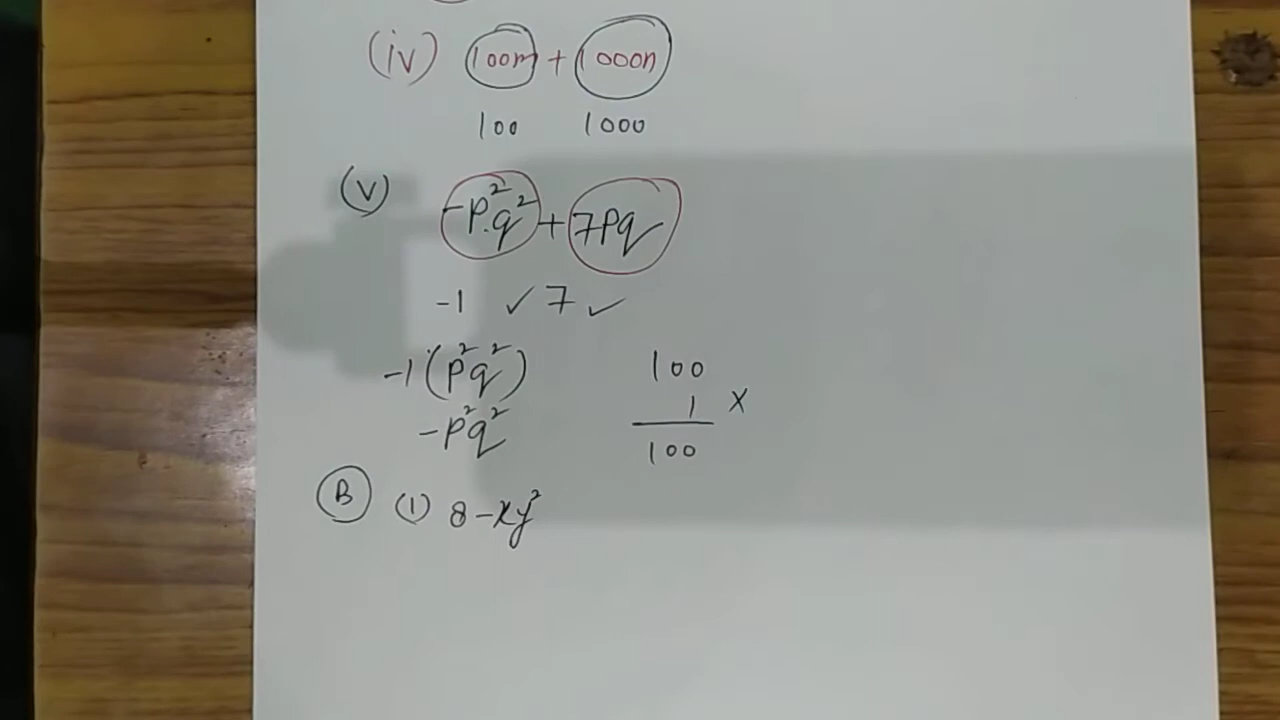 (iv) 100m + 1000n
100 1000
(v) -p²q² + 7pq
-1 ✓ 7 ✓
-1(p²q²)
-p²q²
100
1 x
100
B (1) 8-xy²